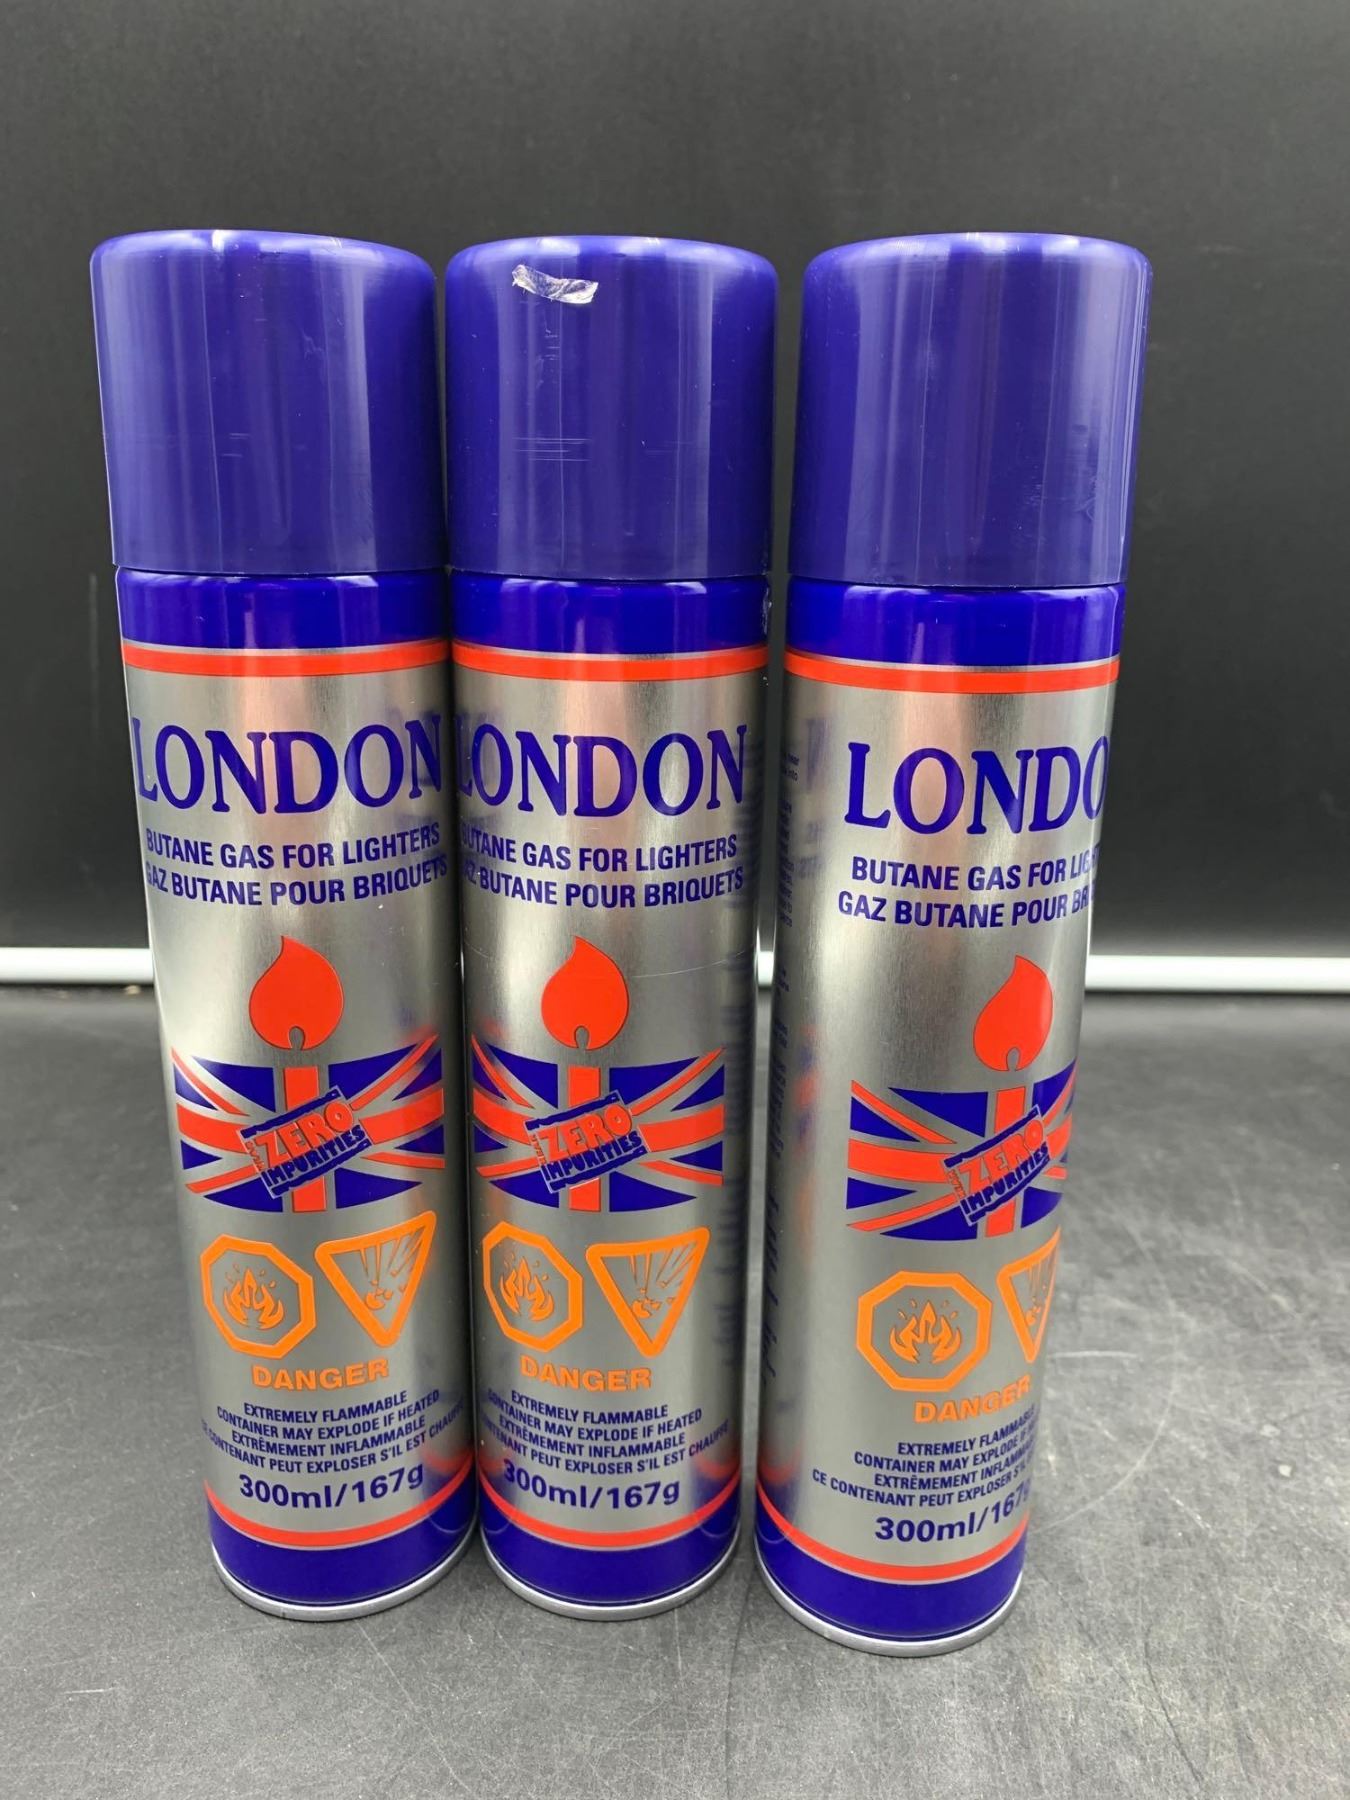 LONDON
BUTANE GAS FOR LIGHTERS
GAZ BUTANE POUR BRIQUETS
ZERO
IMPURITIES
DANGER
EXTREMELY FLAMMABLE
CONTAINER MAY EXPLODE IF HEATED
EXTRÊMEMENT INFLAMMABLE
CE CONTENANT PEUT EXPLOSER S'IL EST CHAUFFÉ
300ml/167g
LONDON
BUTANE GAS FOR LIGHTERS
GAZ BUTANE POUR BRIQUETS
ZERO
IMPURITIES
DANGER
EXTREMELY FLAMMABLE
CONTAINER MAY EXPLODE IF HEATED
EXTRÊMEMENT INFLAMMABLE
CONTENANT PEUT EXPLOSER S'IL EST CHAUFFÉ
300ml/167g
LONDO
BUTANE GAS FOR LIGHT
GAZ BUTANE POUR BRI
ZERO
IMPURITIES
DANGER
EXTREMELY FLAMMABLE
CONTAINER MAY EXPLODE IF HE
EXTRÊMEMENT INFLAMMA
CE CONTENANT PEUT EXPLOSER S'IL
300ml/167g